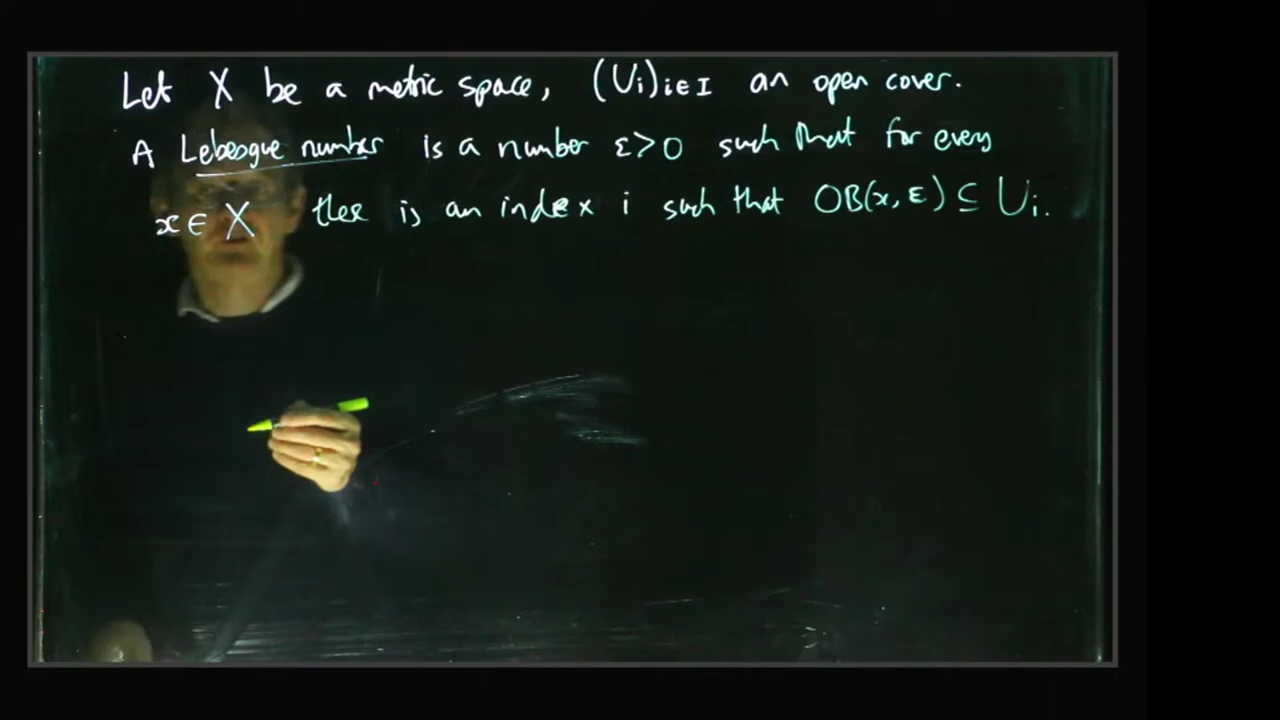 Let X be a metric space, (Ui)i∈I an open cover.
A Lebesgue number is a number ε>0 such that for every
x ∈ X ther is an index i such that OB(x, ε) ⊆ Ui.